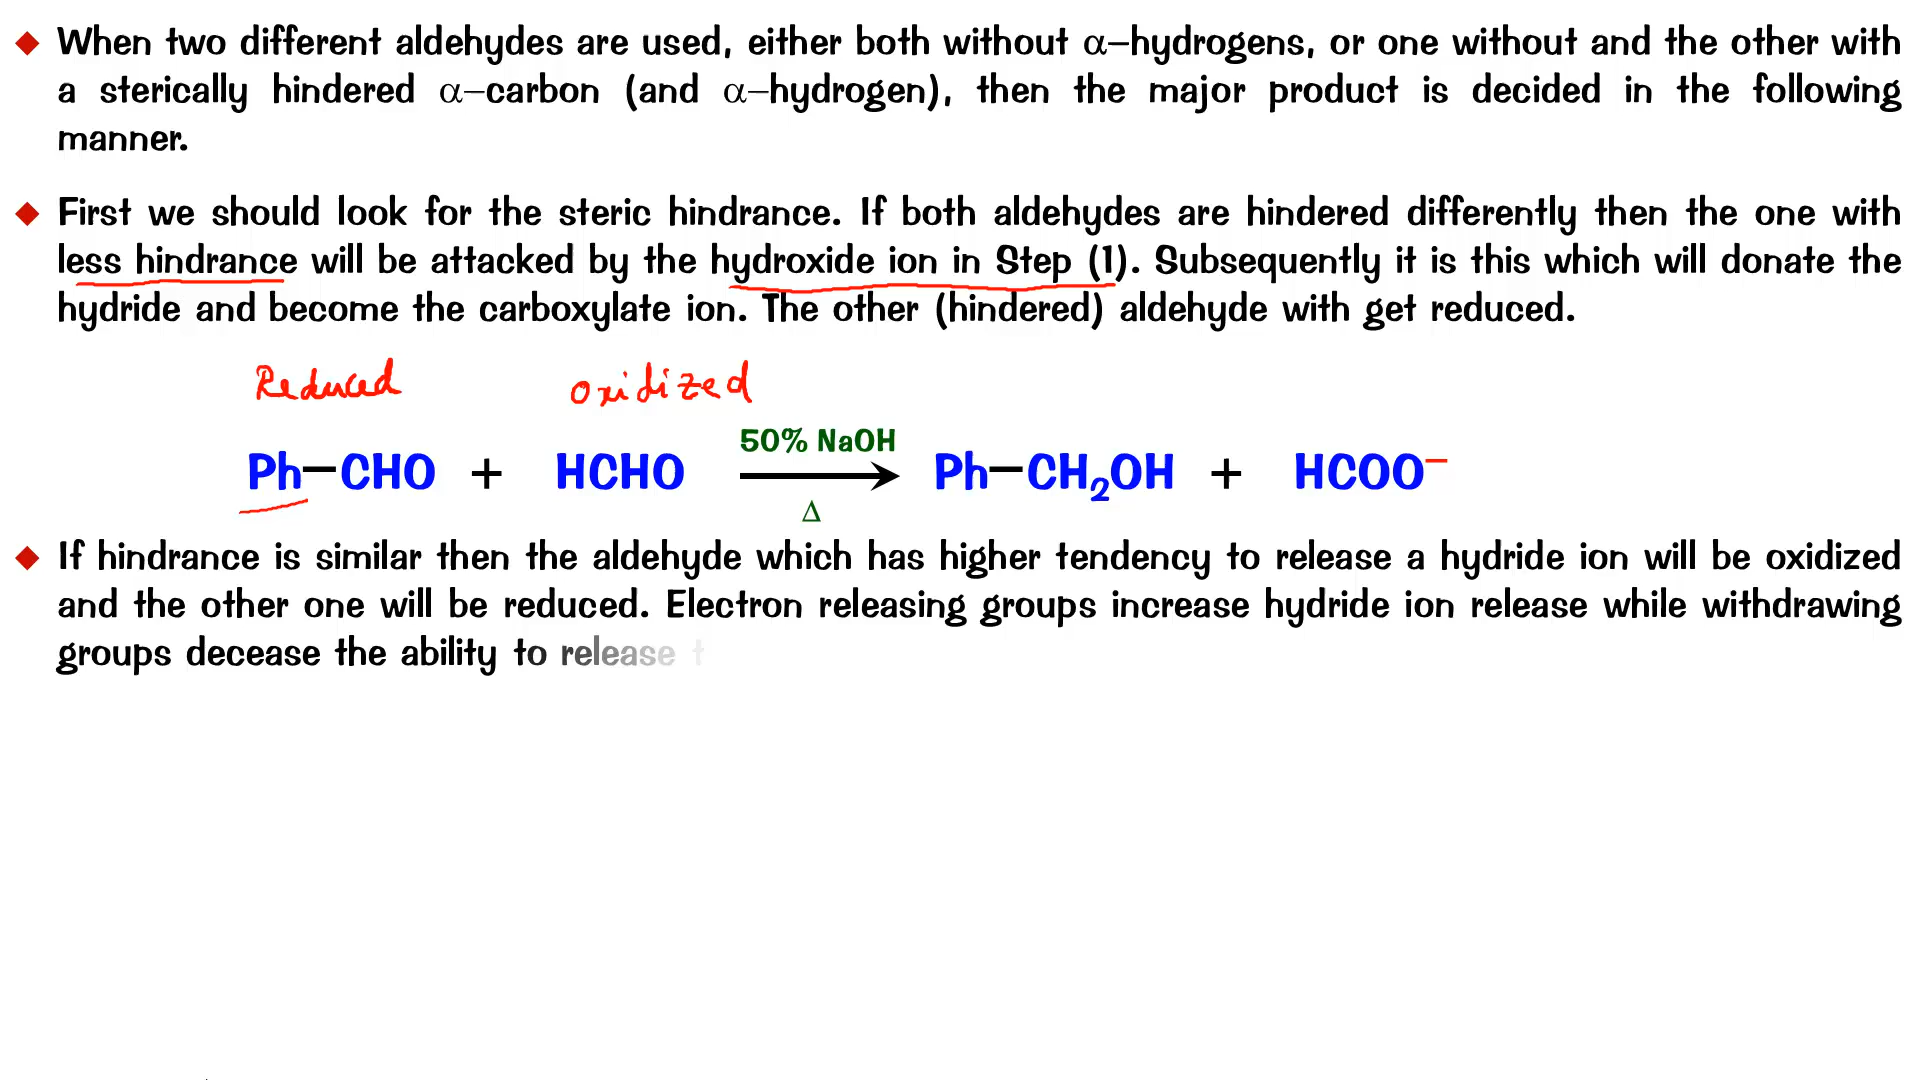 When two different aldehydes are used, either both without α–hydrogens, or one without and the other with
a sterically hindered α–carbon (and α–hydrogen), then the major product is decided in the following
manner.
First we should look for the steric hindrance. If both aldehydes are hindered differently then the one with
less hindrance will be attacked by the hydroxide ion in Step (1). Subsequently it is this which will donate the
hydride and become the carboxylate ion. The other (hindered) aldehyde with get reduced.
Reduced oxidized
50% NaOH
Ph–CHO + HCHO ⟶ Ph–CH₂OH + HCOO⁻
Δ
If hindrance is similar then the aldehyde which has higher tendency to release a hydride ion will be oxidized
and the other one will be reduced. Electron releasing groups increase hydride ion release while withdrawing
groups decease the ability to release t